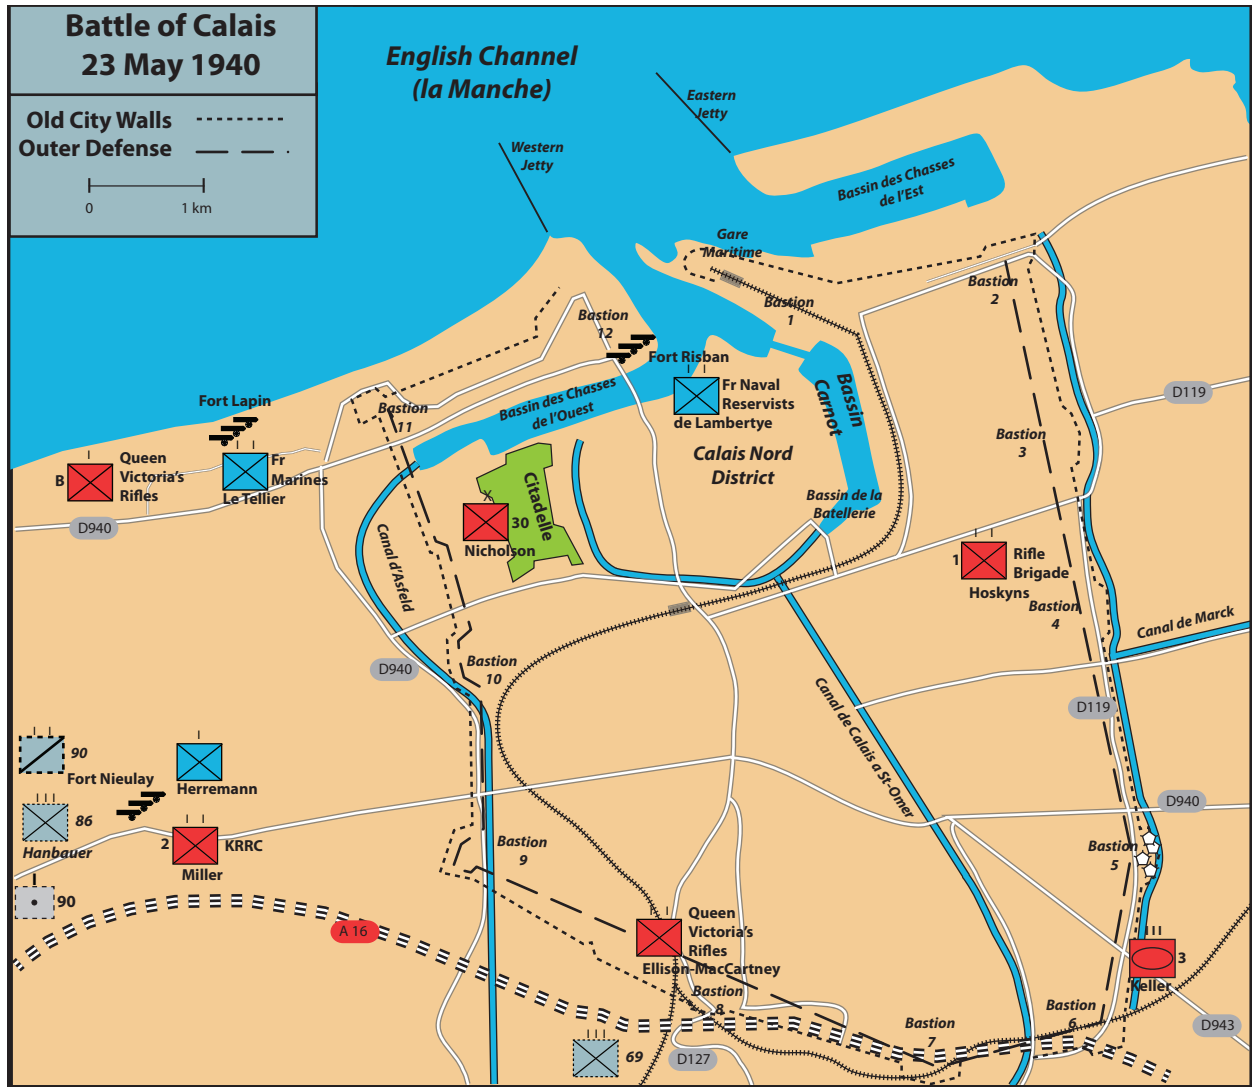 Battle of Calais
23 May 1940
Old City Walls
Outer Defense
0
1 km
English Channel
(la Manche)
Eastern
Jetty
Western
Jetty
Bassin des Chasses
de l'Est
Gare
Maritime
Bastion
1
Bastion
2
Bastion
12
Fort Risban
Fr Naval
Reservists
de Lambertye
Bassin
Carnot
Calais Nord
District
Bassin de la
Batellerie
Bassin des Chasses
de l'Ouest
Bastion
11
Fort Lapin
Fr
Marines
Le Tellier
B
Queen
Victoria's
Rifles
D940
Citadelle
X
30
Nicholson
Canal d'Asfeld
D119
Bastion
3
1
Rifle
Brigade
Hoskyns
Bastion
4
Canal de Marck
D940
Bastion
10
D119
Canal de Calais a St-Omer
90
Fort Nieulay
Herremann
86
Hanbauer
2
KRRC
Miller
90
A 16
D940
Bastion
5
Bastion
9
Queen
Victoria's
Rifles
Ellison-MacCartney
Bastion
8
3
Keller
Bastion
6
Bastion
7
D943
69
D127